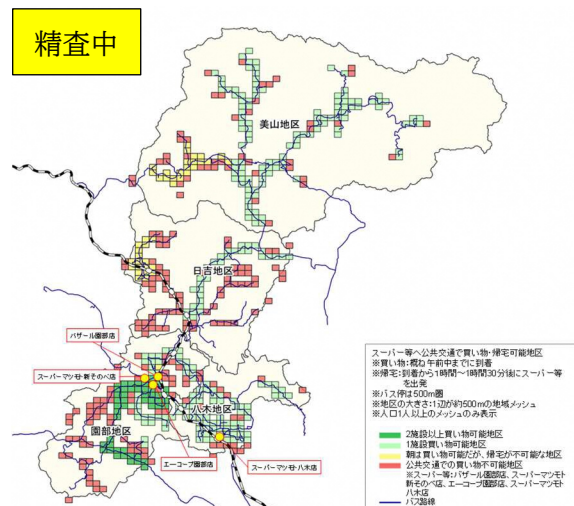 精査中
美山地区
日吉地区
バザール園部店
スーパーマツモト・新そのべ店
八木地区
園部地区
エーコープ園部店
スーパーマツモト・八木店
スーパー等へ公共交通で買い物・帰宅可能地区
※買い物：概ね午前中までに到着
※帰宅：到着から1時間～1時間30分後にスーパー等
を出発
※バス停は500m圏
※地区の大きさ：1辺が約500mの地域メッシュ
※人口1人以上のメッシュのみ表示
2施設以上買い物可能地区
1施設買い物可能地区
朝は買い物可能だが、帰宅が不可能な地区
公共交通での買い物不可能地区
※スーパー等：バザール園部店、スーパーマツモト
新そのべ店、エーコープ園部店、スーパーマツモト
八木店
バス路線